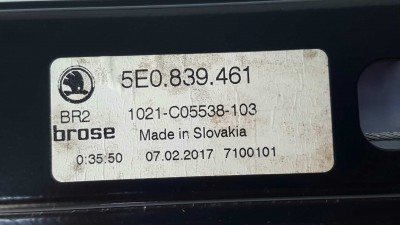 5E0.839.461
BR2 1021-C05538-103
brose Made in Slovakia
0:35:50 07.02.2017 7100101